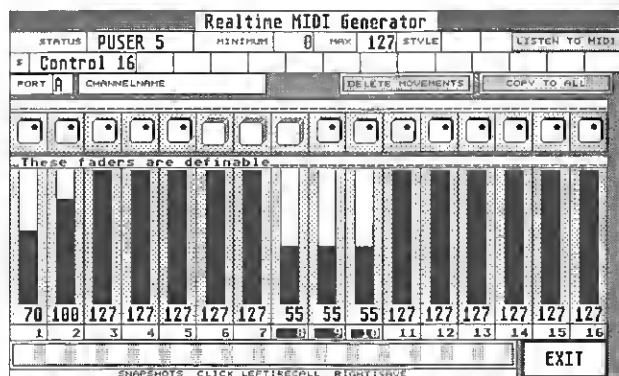 Realtime MIDI Generator
STATUS PUSER 5 MINIMUM 0 MAX 127 STYLE LISTEN TO MIDI
Control 16
PORT A CHANNELNAME DELETE MOVEMENTS COPY TO ALL
These faders are definable
70 100 127 127 127 127 127 55 55 55 127 127 127 127 127 127
1 2 3 4 5 6 7 8 9 10 11 12 13 14 15 16
EXIT
SNAPSHOTS CLICK LEFT:RECALL RIGHT:SAVE